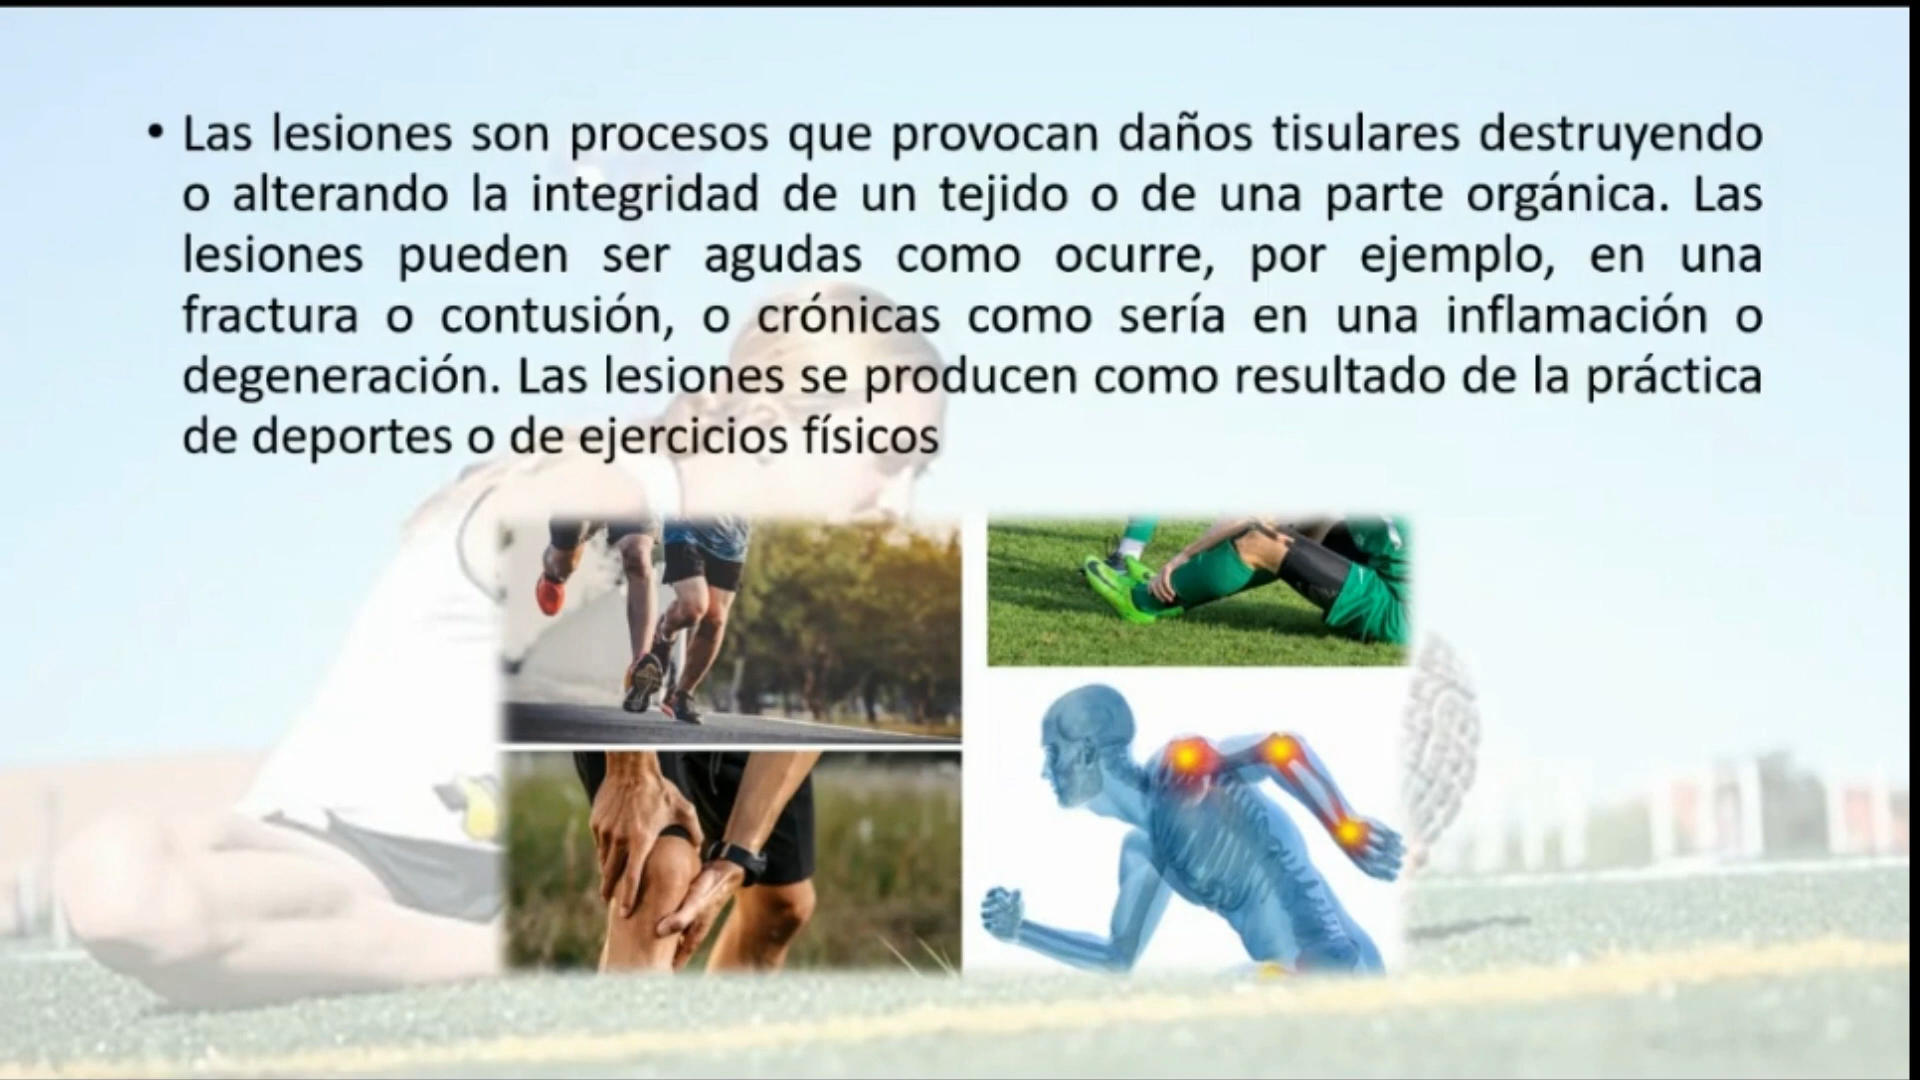 • Las lesiones son procesos que provocan daños tisulares destruyendo
o alterando la integridad de un tejido o de una parte orgánica. Las
lesiones pueden ser agudas como ocurre, por ejemplo, en una
fractura o contusión, o crónicas como sería en una inflamación o
degeneración. Las lesiones se producen como resultado de la práctica
de deportes o de ejercicios físicos